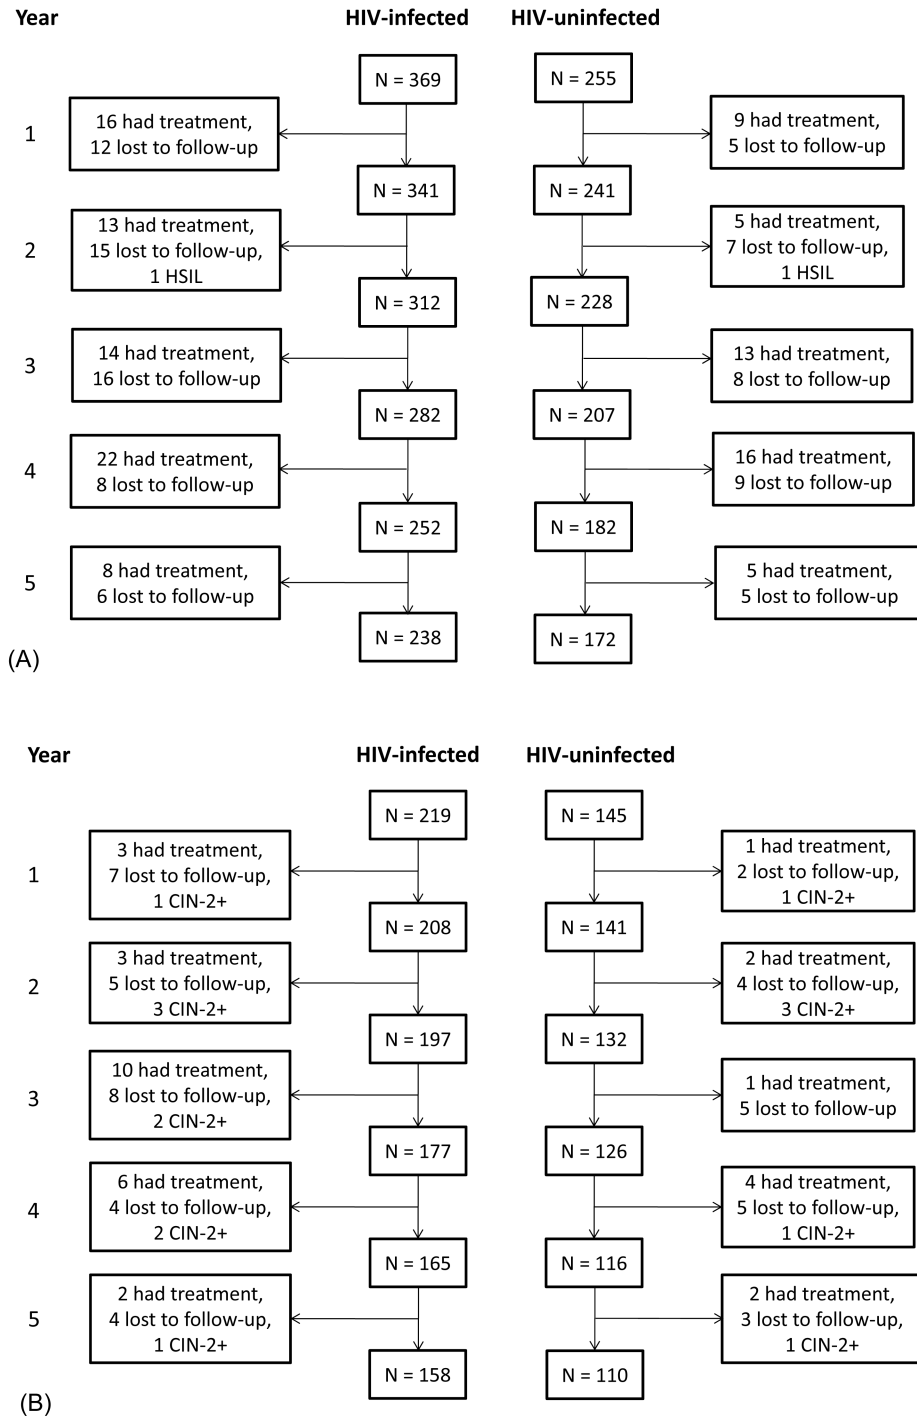 Year HIV-infected HIV-uninfected
N = 369 N = 255
1
16 had treatment,
12 lost to follow-up
9 had treatment,
5 lost to follow-up
N = 341 N = 241
2
13 had treatment,
15 lost to follow-up,
1 HSIL
5 had treatment,
7 lost to follow-up,
1 HSIL
N = 312 N = 228
3
14 had treatment,
16 lost to follow-up
13 had treatment,
8 lost to follow-up
N = 282 N = 207
4
22 had treatment,
8 lost to follow-up
16 had treatment,
9 lost to follow-up
N = 252 N = 182
5
8 had treatment,
6 lost to follow-up
5 had treatment,
5 lost to follow-up
N = 238 N = 172
(A)
Year HIV-infected HIV-uninfected
N = 219 N = 145
1
3 had treatment,
7 lost to follow-up,
1 CIN-2+
1 had treatment,
2 lost to follow-up,
1 CIN-2+
N = 208 N = 141
2
3 had treatment,
5 lost to follow-up,
3 CIN-2+
2 had treatment,
4 lost to follow-up,
3 CIN-2+
N = 197 N = 132
3
10 had treatment,
8 lost to follow-up,
2 CIN-2+
1 had treatment,
5 lost to follow-up
N = 177 N = 126
4
6 had treatment,
4 lost to follow-up,
2 CIN-2+
4 had treatment,
5 lost to follow-up,
1 CIN-2+
N = 165 N = 116
5
2 had treatment,
4 lost to follow-up,
1 CIN-2+
2 had treatment,
3 lost to follow-up,
1 CIN-2+
N = 158 N = 110
(B)